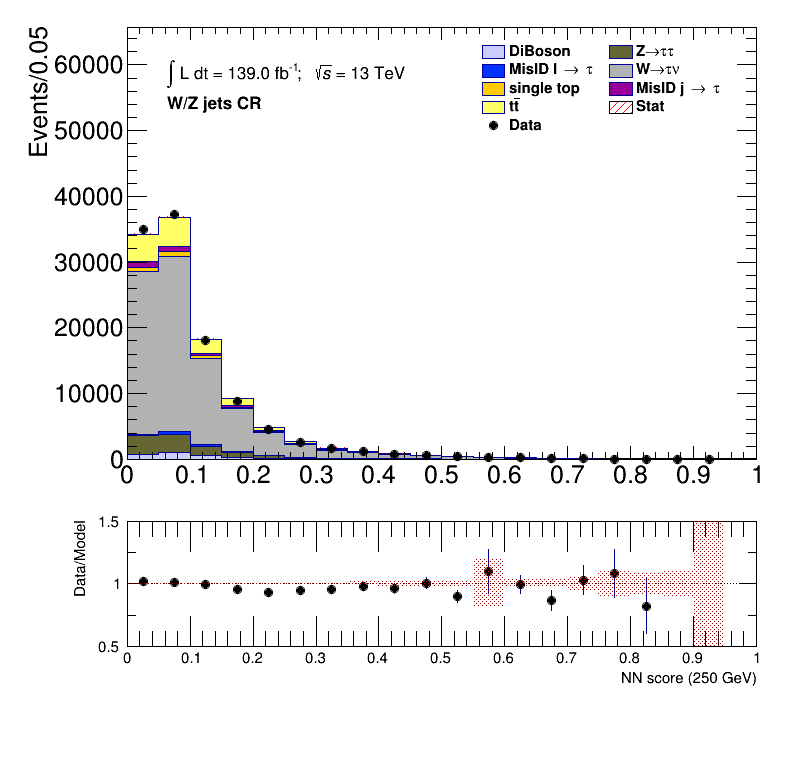 Events/0.05
60000
50000
40000
30000
20000
10000
0
∫ L dt = 139.0 fb⁻¹; √s = 13 TeV
W/Z jets CR
DiBoson
MisID l → τ
single top
tt̄
Data
Z→ττ
W→τν
MisID j → τ
Stat
0 0.1 0.2 0.3 0.4 0.5 0.6 0.7 0.8 0.9 1
Data/Model
1.5
1
0.5
0 0.1 0.2 0.3 0.4 0.5 0.6 0.7 0.8 0.9 1
NN score (250 GeV)